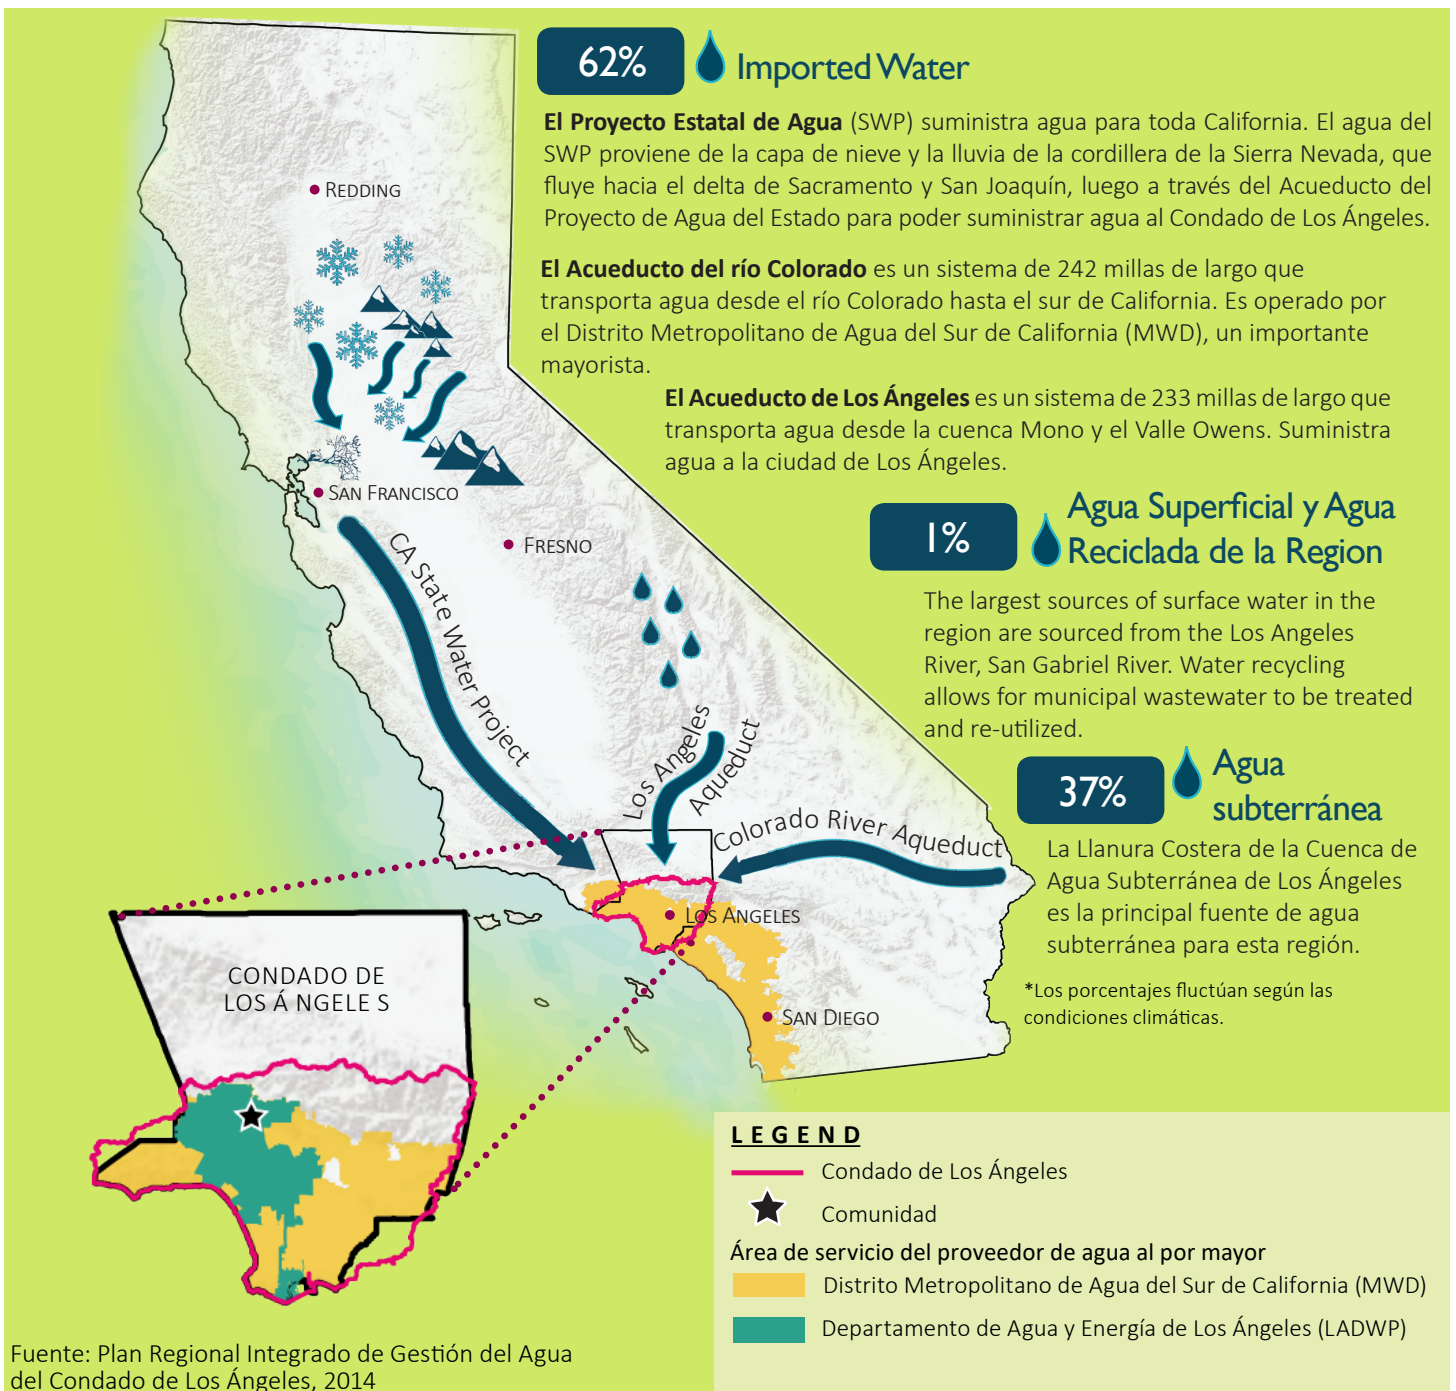 62%
Imported Water
El Proyecto Estatal de Agua (SWP) suministra agua para toda California. El agua del
SWP proviene de la capa de nieve y la lluvia de la cordillera de la Sierra Nevada, que
fluye hacia el delta de Sacramento y San Joaquín, luego a través del Acueducto del
Proyecto de Agua del Estado para poder suministrar agua al Condado de Los Ángeles.
El Acueducto del río Colorado es un sistema de 242 millas de largo que
transporta agua desde el río Colorado hasta el sur de California. Es operado por
el Distrito Metropolitano de Agua del Sur de California (MWD), un importante
mayorista.
El Acueducto de Los Ángeles es un sistema de 233 millas de largo que
transporta agua desde la cuenca Mono y el Valle Owens. Suministra
agua a la ciudad de Los Ángeles.
1%
Agua Superficial y Agua
Reciclada de la Region
The largest sources of surface water in the
region are sourced from the Los Angeles
River, San Gabriel River. Water recycling
allows for municipal wastewater to be treated
and re-utilized.
37%
Agua
subterránea
La Llanura Costera de la Cuenca de
Agua Subterránea de Los Ángeles
es la principal fuente de agua
subterránea para esta región.
*Los porcentajes fluctúan según las
condiciones climáticas.
REDDING
SAN FRANCISCO
FRESNO
CA State Water Project
Los Angeles
Aqueduct
Colorado River Aqueduct
LOS ANGELES
SAN DIEGO
CONDADO DE
LOS Á NGELE S
LEGEND
Condado de Los Ángeles
Comunidad
Área de servicio del proveedor de agua al por mayor
Distrito Metropolitano de Agua del Sur de California (MWD)
Departamento de Agua y Energía de Los Ángeles (LADWP)
Fuente: Plan Regional Integrado de Gestión del Agua
del Condado de Los Ángeles, 2014